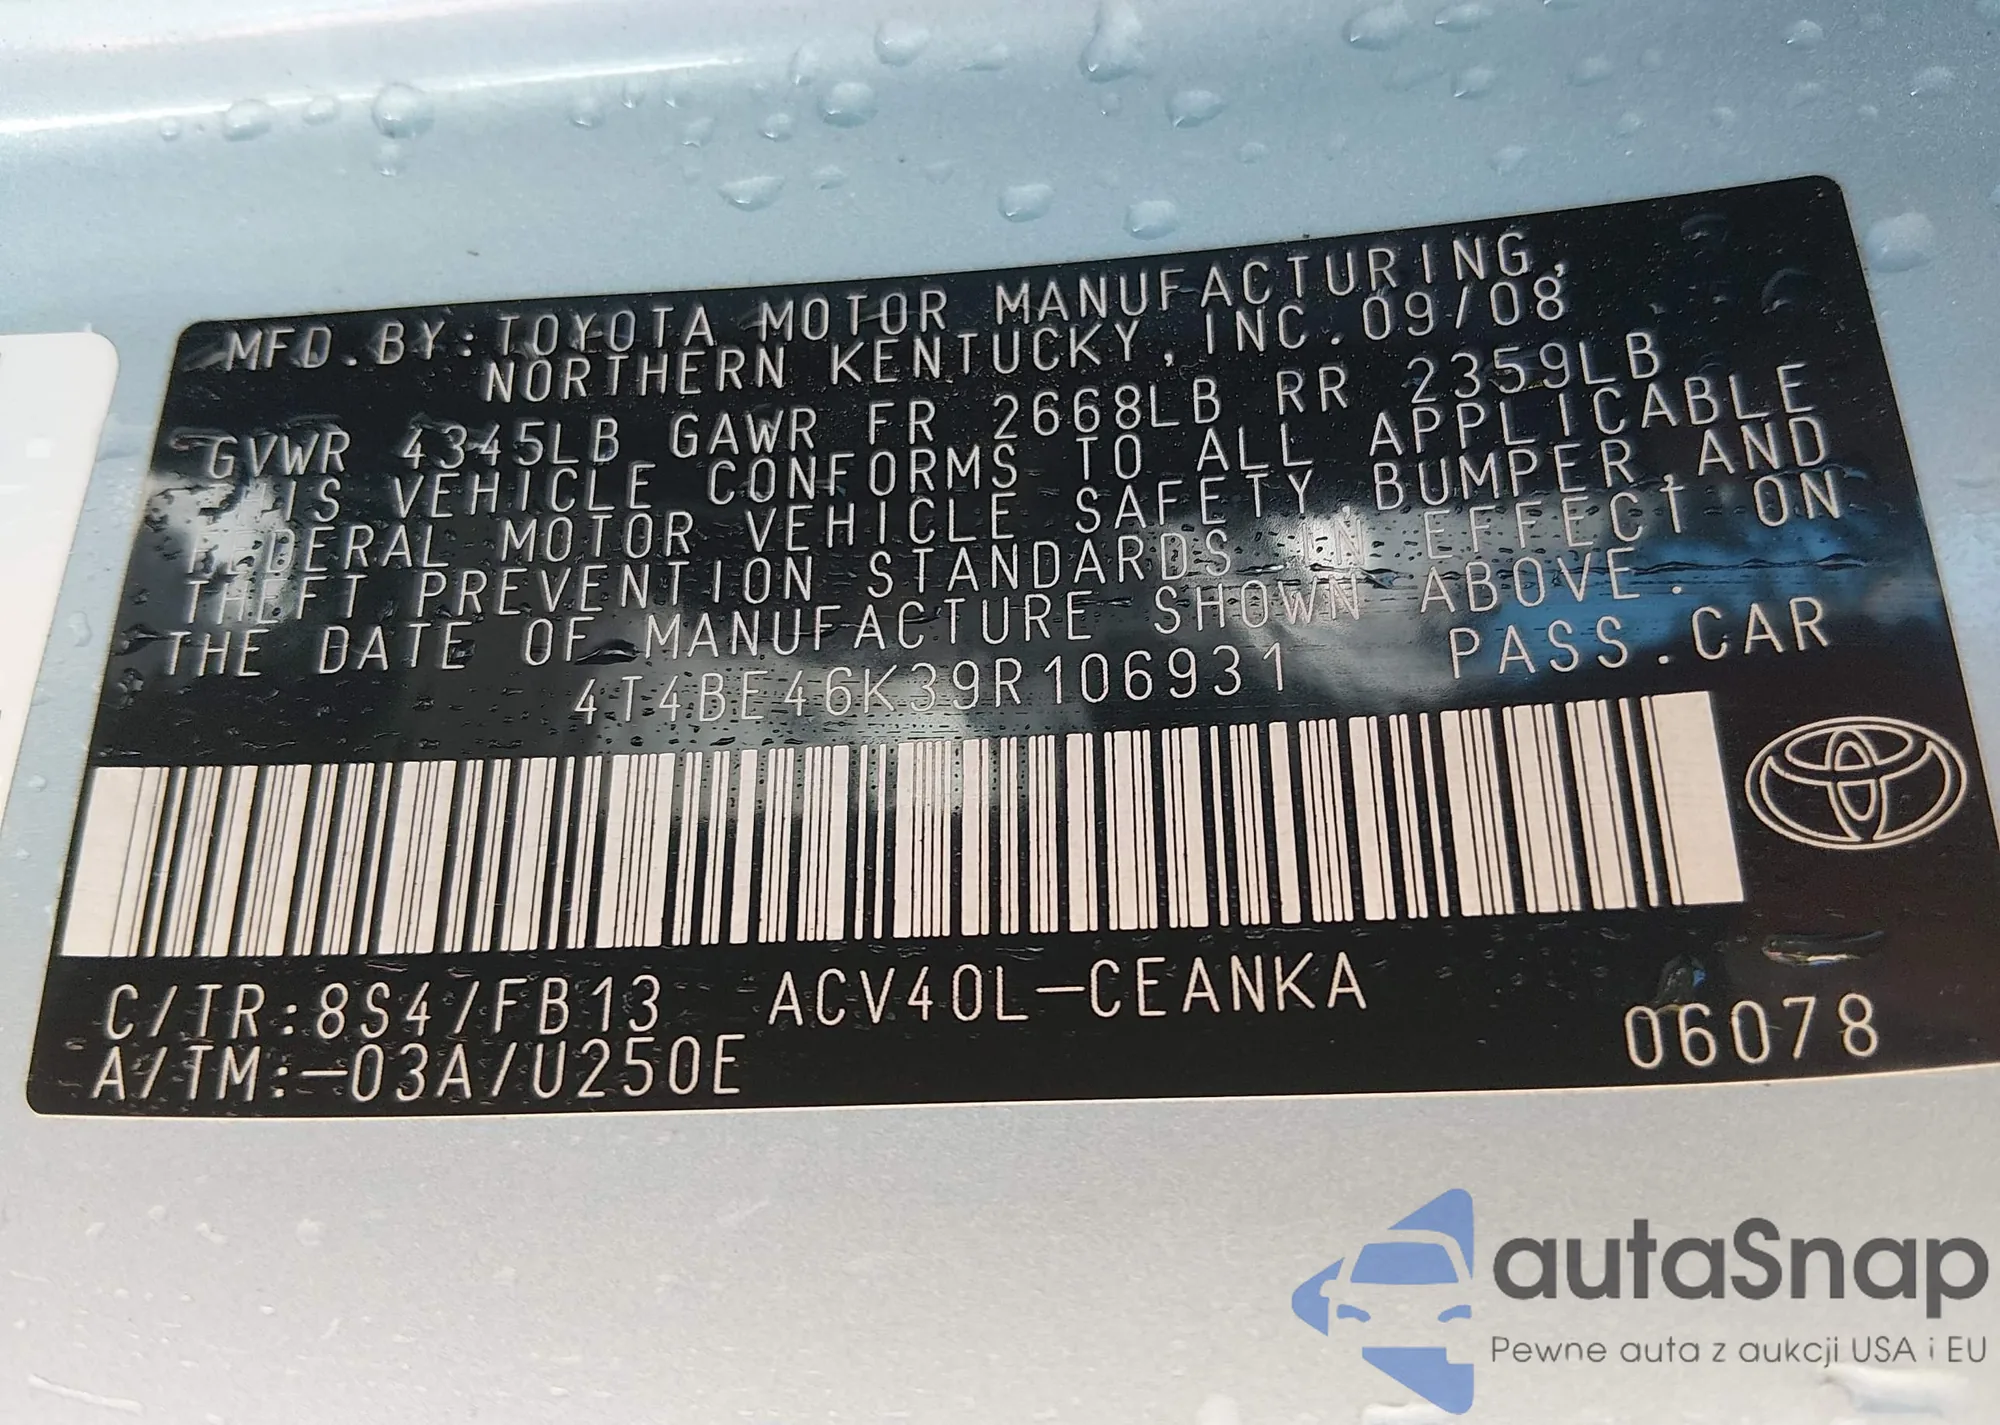 MFD.BY:TOYOTA MOTOR MANUFACTURING,
NORTHERN KENTUCKY, INC.09/08
GVWR 4345LB GAWR FR 2668LB RR 2359LB
THIS VEHICLE CONFORMS TO ALL APPLICABLE
FEDERAL MOTOR VEHICLE SAFETY,BUMPER,AND
THEFT PREVENTION STANDARDS IN EFFECT ON
THE DATE OF MANUFACTURE SHOWN ABOVE.
4T4BE46K39R106931 PASS.CAR
C/TR:8S4/FB13 ACV40L-CEANKA
A/TM:-03A/U250E 06078
autaSnap
Pewne auta z aukcji USA i EU